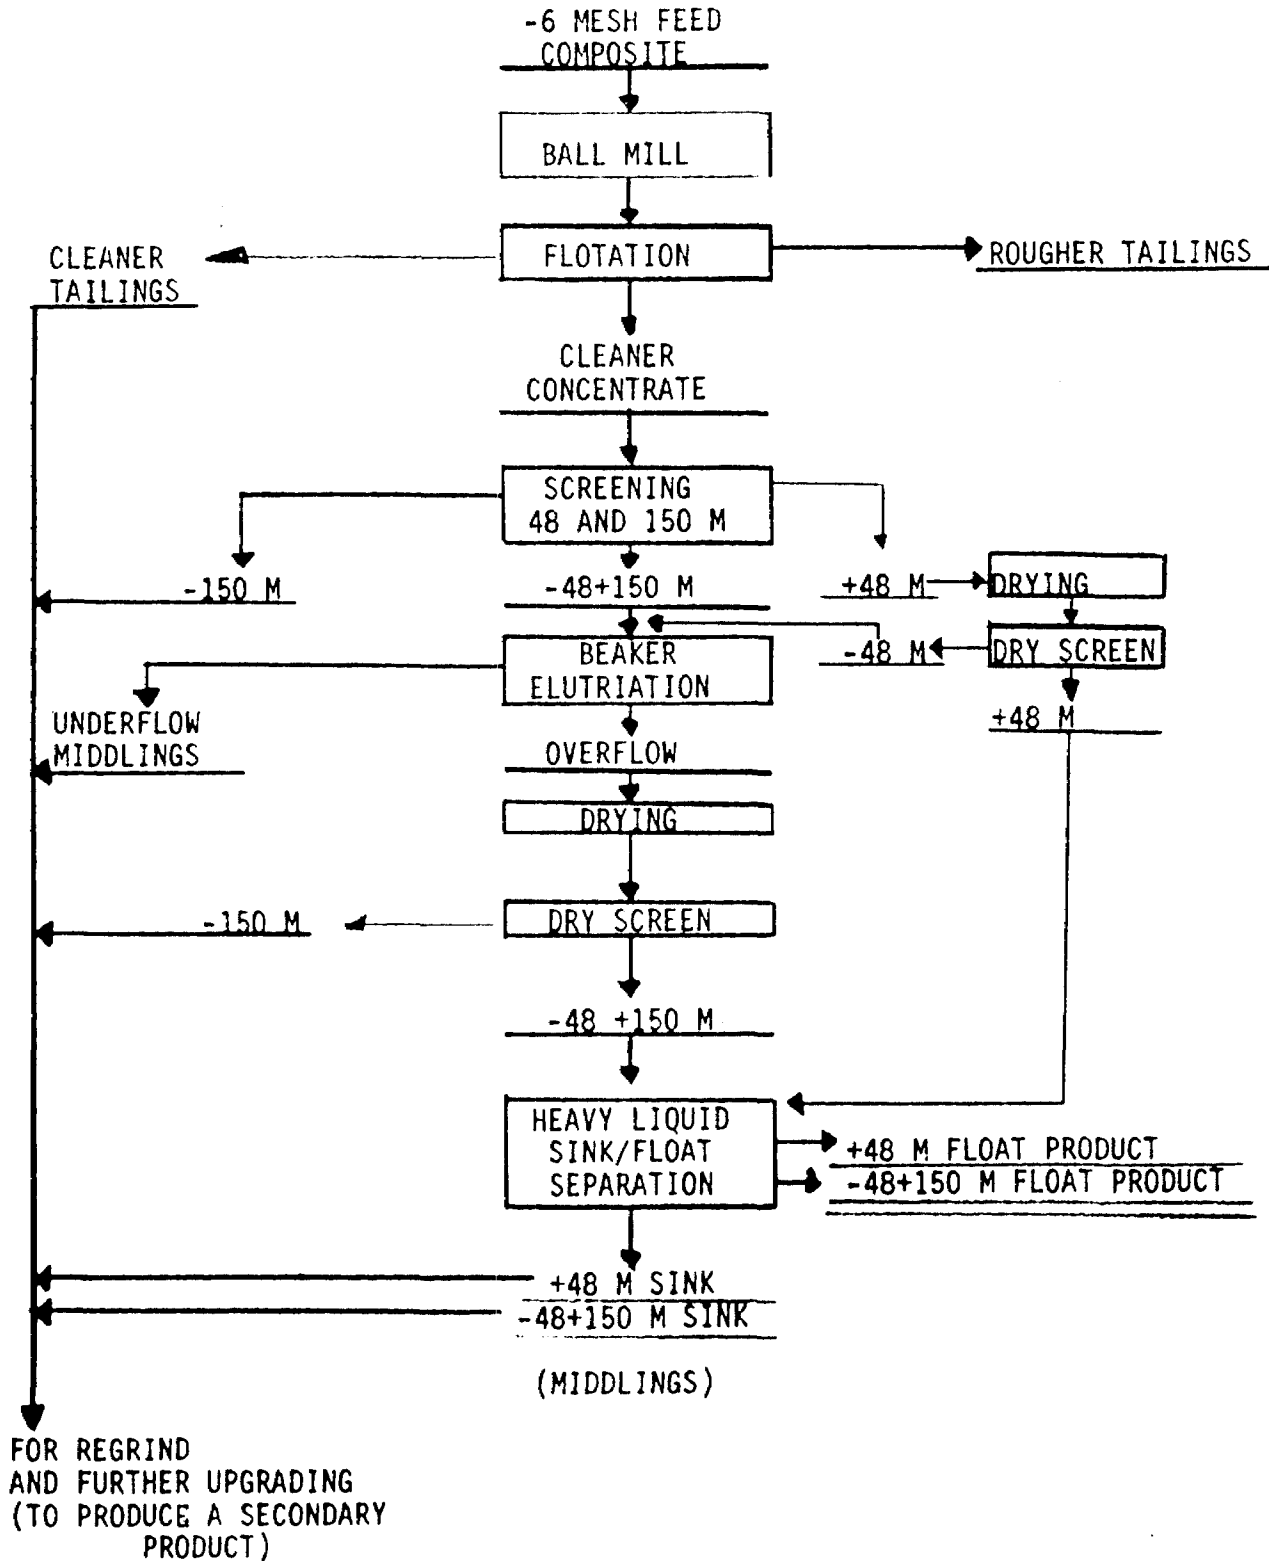 -6 MESH FEED
COMPOSITE
BALL MILL
FLOTATION
CLEANER
TAILINGS
ROUGHER TAILINGS
CLEANER
CONCENTRATE
SCREENING
48 AND 150 M
-150 M
-48+150 M
+48 M
DRYING
BEAKER
ELUTRIATION
-48 M
DRY SCREEN
+48 M
UNDERFLOW
MIDDLINGS
OVERFLOW
DRYING
-150 M
DRY SCREEN
-48 +150 M
HEAVY LIQUID
SINK/FLOAT
SEPARATION
+48 M FLOAT PRODUCT
-48+150 M FLOAT PRODUCT
+48 M SINK
-48+150 M SINK
(MIDDLINGS)
FOR REGRIND
AND FURTHER UPGRADING
(TO PRODUCE A SECONDARY
PRODUCT)